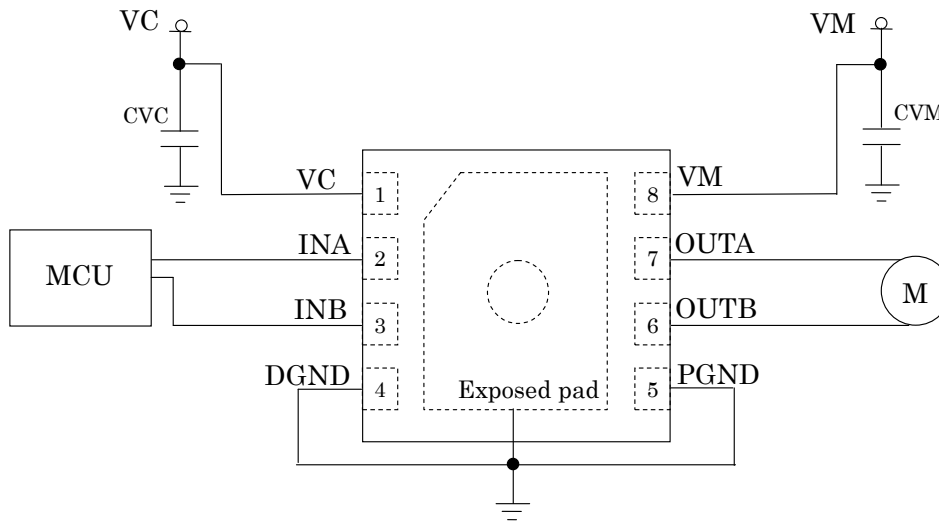 VC
VM
CVC
CVM
VC
1
8
VM
MCU
INA
2
7
OUTA
M
INB
3
6
OUTB
DGND
4
Exposed pad
5
PGND